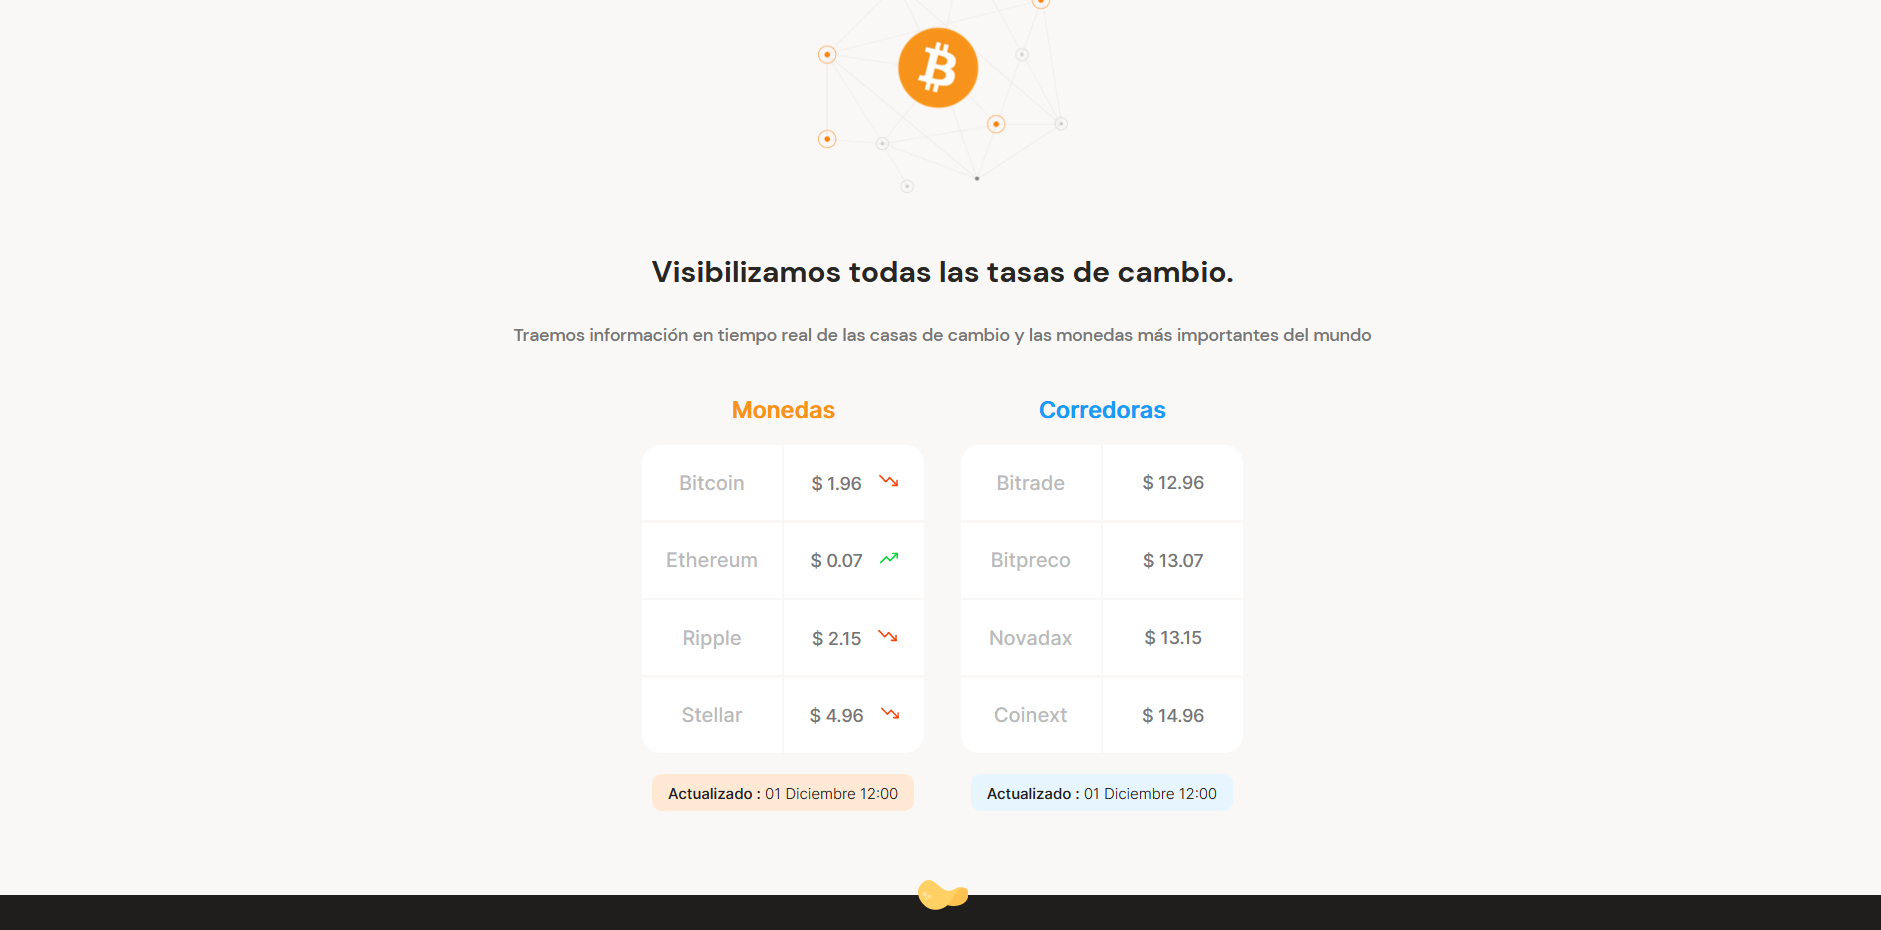 Visibilizamos todas las tasas de cambio.
Traemos información en tiempo real de las casas de cambio y las monedas más importantes del mundo
Monedas
Bitcoin $ 1.96
Ethereum $ 0.07
Ripple $ 2.15
Stellar $ 4.96
Actualizado : 01 Diciembre 12:00
Corredoras
Bitrade $ 12.96
Bitpreco $ 13.07
Novadax $ 13.15
Coinext $ 14.96
Actualizado : 01 Diciembre 12:00